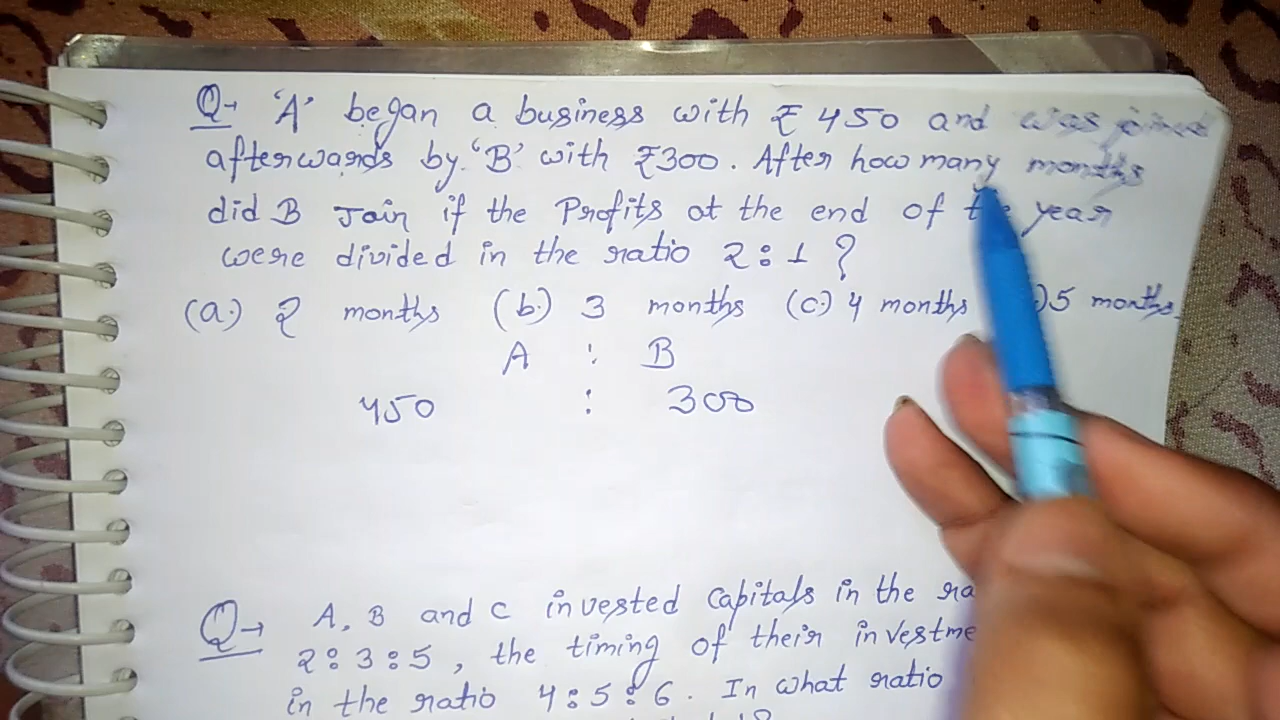 Q→ 'A' began a business with ₹ 450 and was joined
afterwards by 'B' with ₹300. After how many months
did B Join if the Profits at the end of the year
were divided in the ratio 2:1?
(a.) 2 months (b.) 3 months (c.) 4 months )5 months.
A : B
450 : 300
Q→ A, B and C invested Capitals in the
2:3:5, the timing of their
in the ratio 4:5:6. In what ratio